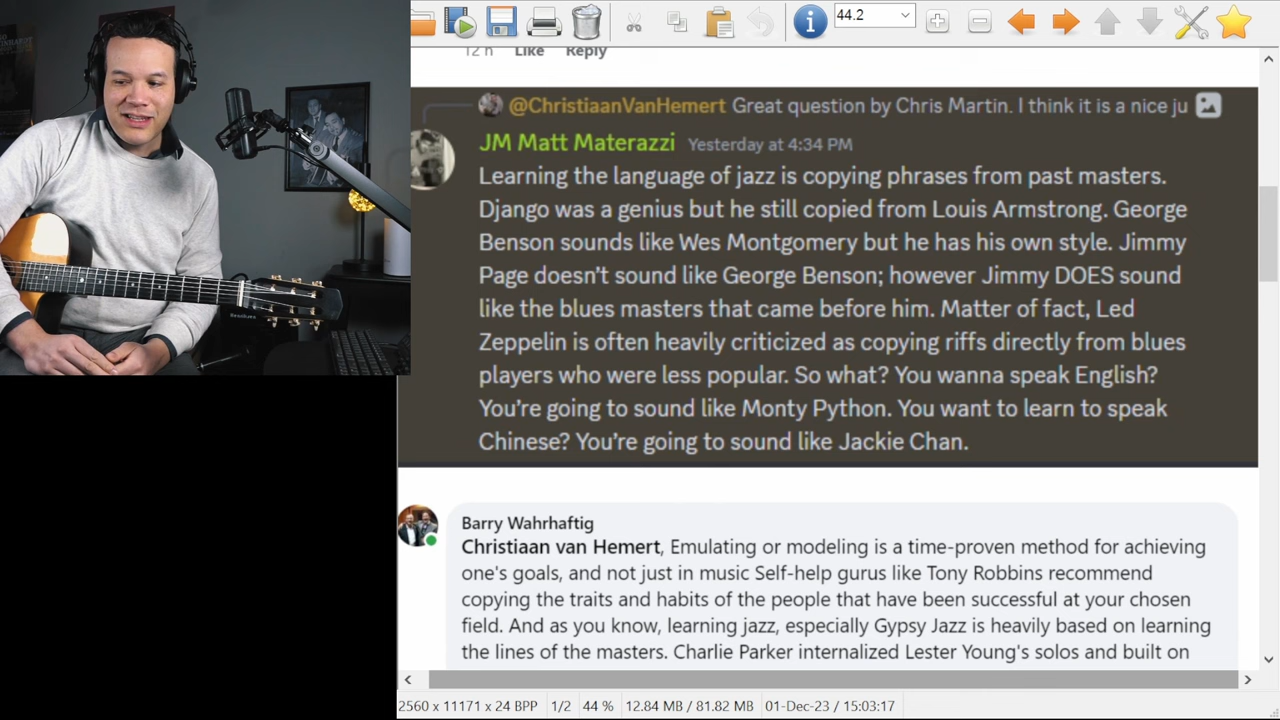 44.2
12 h Like Reply
@ChristiaanVanHemert Great question by Chris Martin. I think it is a nice ju
JM Matt Materazzi Yesterday at 4:34 PM
Learning the language of jazz is copying phrases from past masters.
Django was a genius but he still copied from Louis Armstrong. George
Benson sounds like Wes Montgomery but he has his own style. Jimmy
Page doesn't sound like George Benson; however Jimmy DOES sound
like the blues masters that came before him. Matter of fact, Led
Zeppelin is often heavily criticized as copying riffs directly from blues
players who were less popular. So what? You wanna speak English?
You're going to sound like Monty Python. You want to learn to speak
Chinese? You're going to sound like Jackie Chan.
Barry Wahrhaftig
Christiaan van Hemert, Emulating or modeling is a time-proven method for achieving
one's goals, and not just in music Self-help gurus like Tony Robbins recommend
copying the traits and habits of the people that have been successful at your chosen
field. And as you know, learning jazz, especially Gypsy Jazz is heavily based on learning
the lines of the masters. Charlie Parker internalized Lester Young's solos and built on
2560 x 11171 x 24 BPP 1/2 44 % 12.84 MB / 81.82 MB 01-Dec-23 / 15:03:17